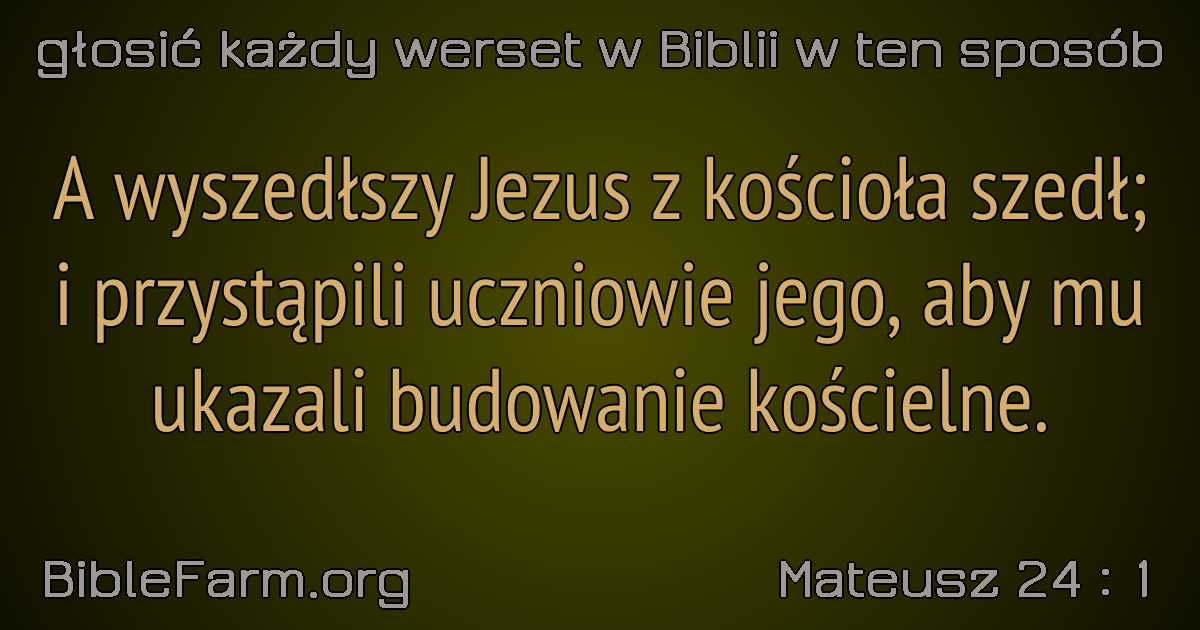 głosić każdy werset w Biblii w ten sposób
A wyszedłszy Jezus z kościoła szedł;
i przystąpili uczniowie jego, aby mu
ukazali budowanie kościelne.
BibleFarm.org
Mateusz 24 : 1